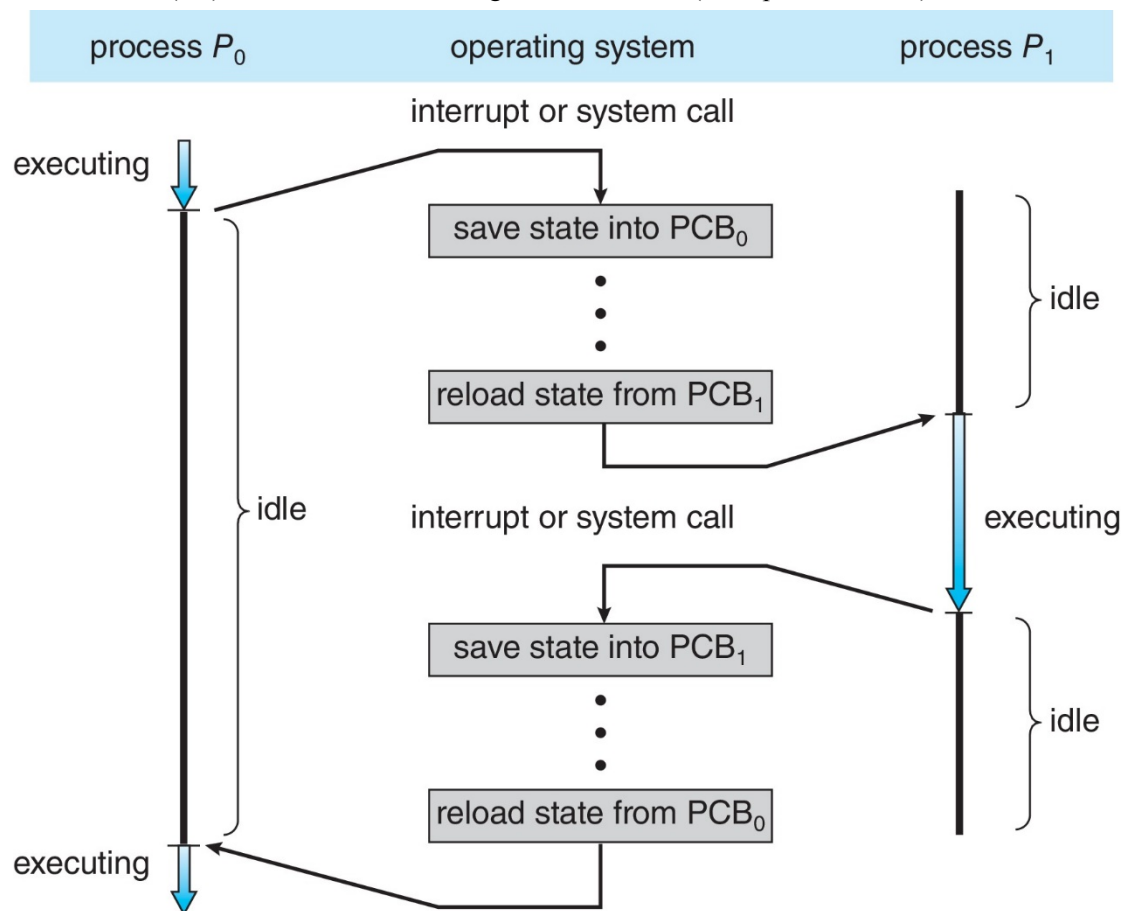 process P₀ operating system process P₁
interrupt or system call
executing
save state into PCB₀
idle
reload state from PCB₁
idle
interrupt or system call
executing
save state into PCB₁
idle
reload state from PCB₀
executing